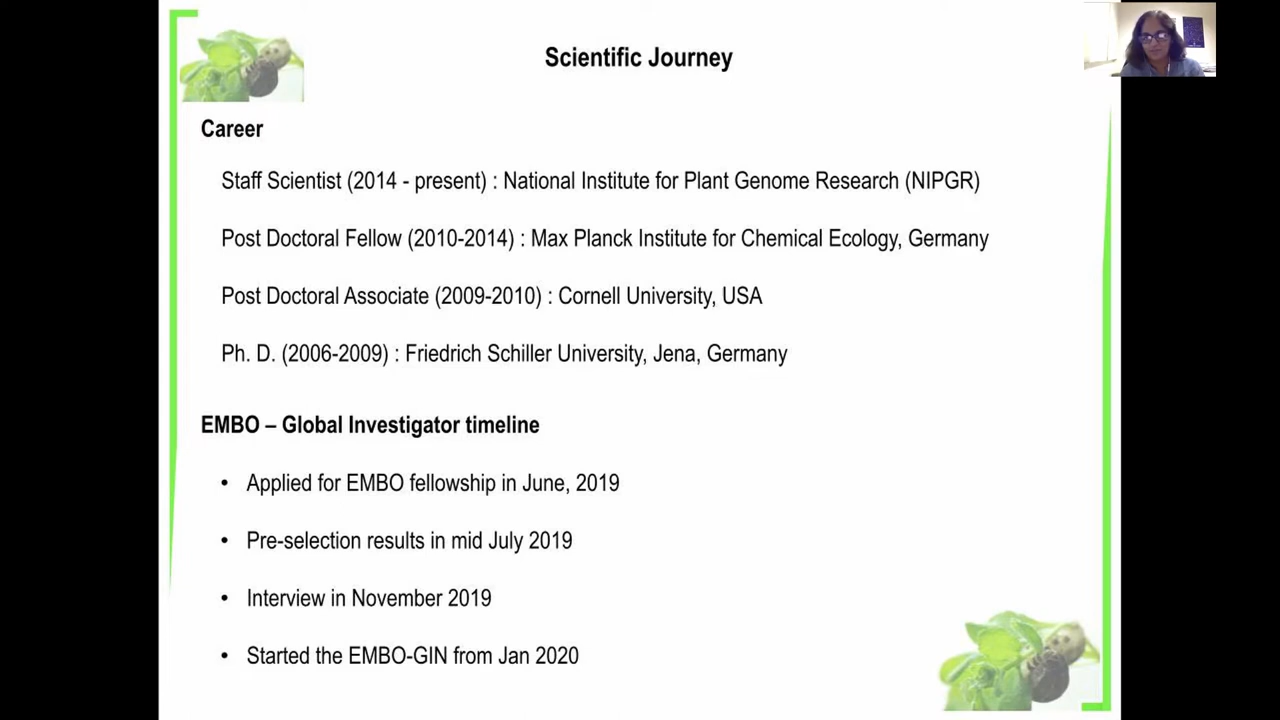 Scientific Journey
Career
Staff Scientist (2014 - present) : National Institute for Plant Genome Research (NIPGR)
Post Doctoral Fellow (2010-2014) : Max Planck Institute for Chemical Ecology, Germany
Post Doctoral Associate (2009-2010) : Cornell University, USA
Ph. D. (2006-2009) : Friedrich Schiller University, Jena, Germany
EMBO – Global Investigator timeline
• Applied for EMBO fellowship in June, 2019
• Pre-selection results in mid July 2019
• Interview in November 2019
• Started the EMBO-GIN from Jan 2020